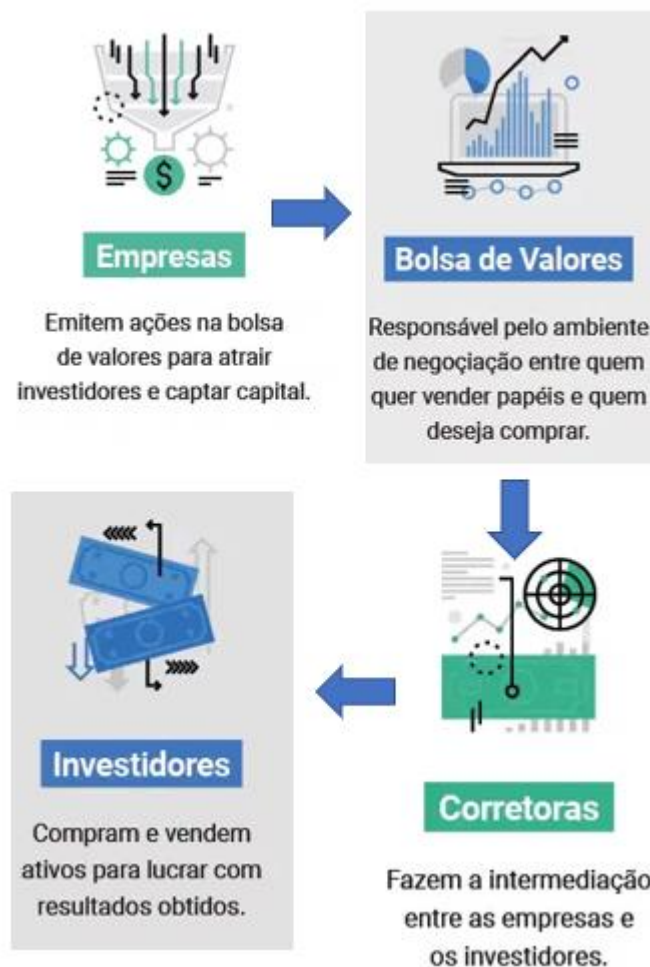 Empresas
Emitem ações na bolsa
de valores para atrair
investidores e captar capital.
Bolsa de Valores
Responsável pelo ambiente
de negoçiação entre quem
quer vender papéis e quem
deseja comprar.
Corretoras
Fazem a intermediação
entre as empresas e
os investidores.
Investidores
Compram e vendem
ativos para lucrar com
resultados obtidos.